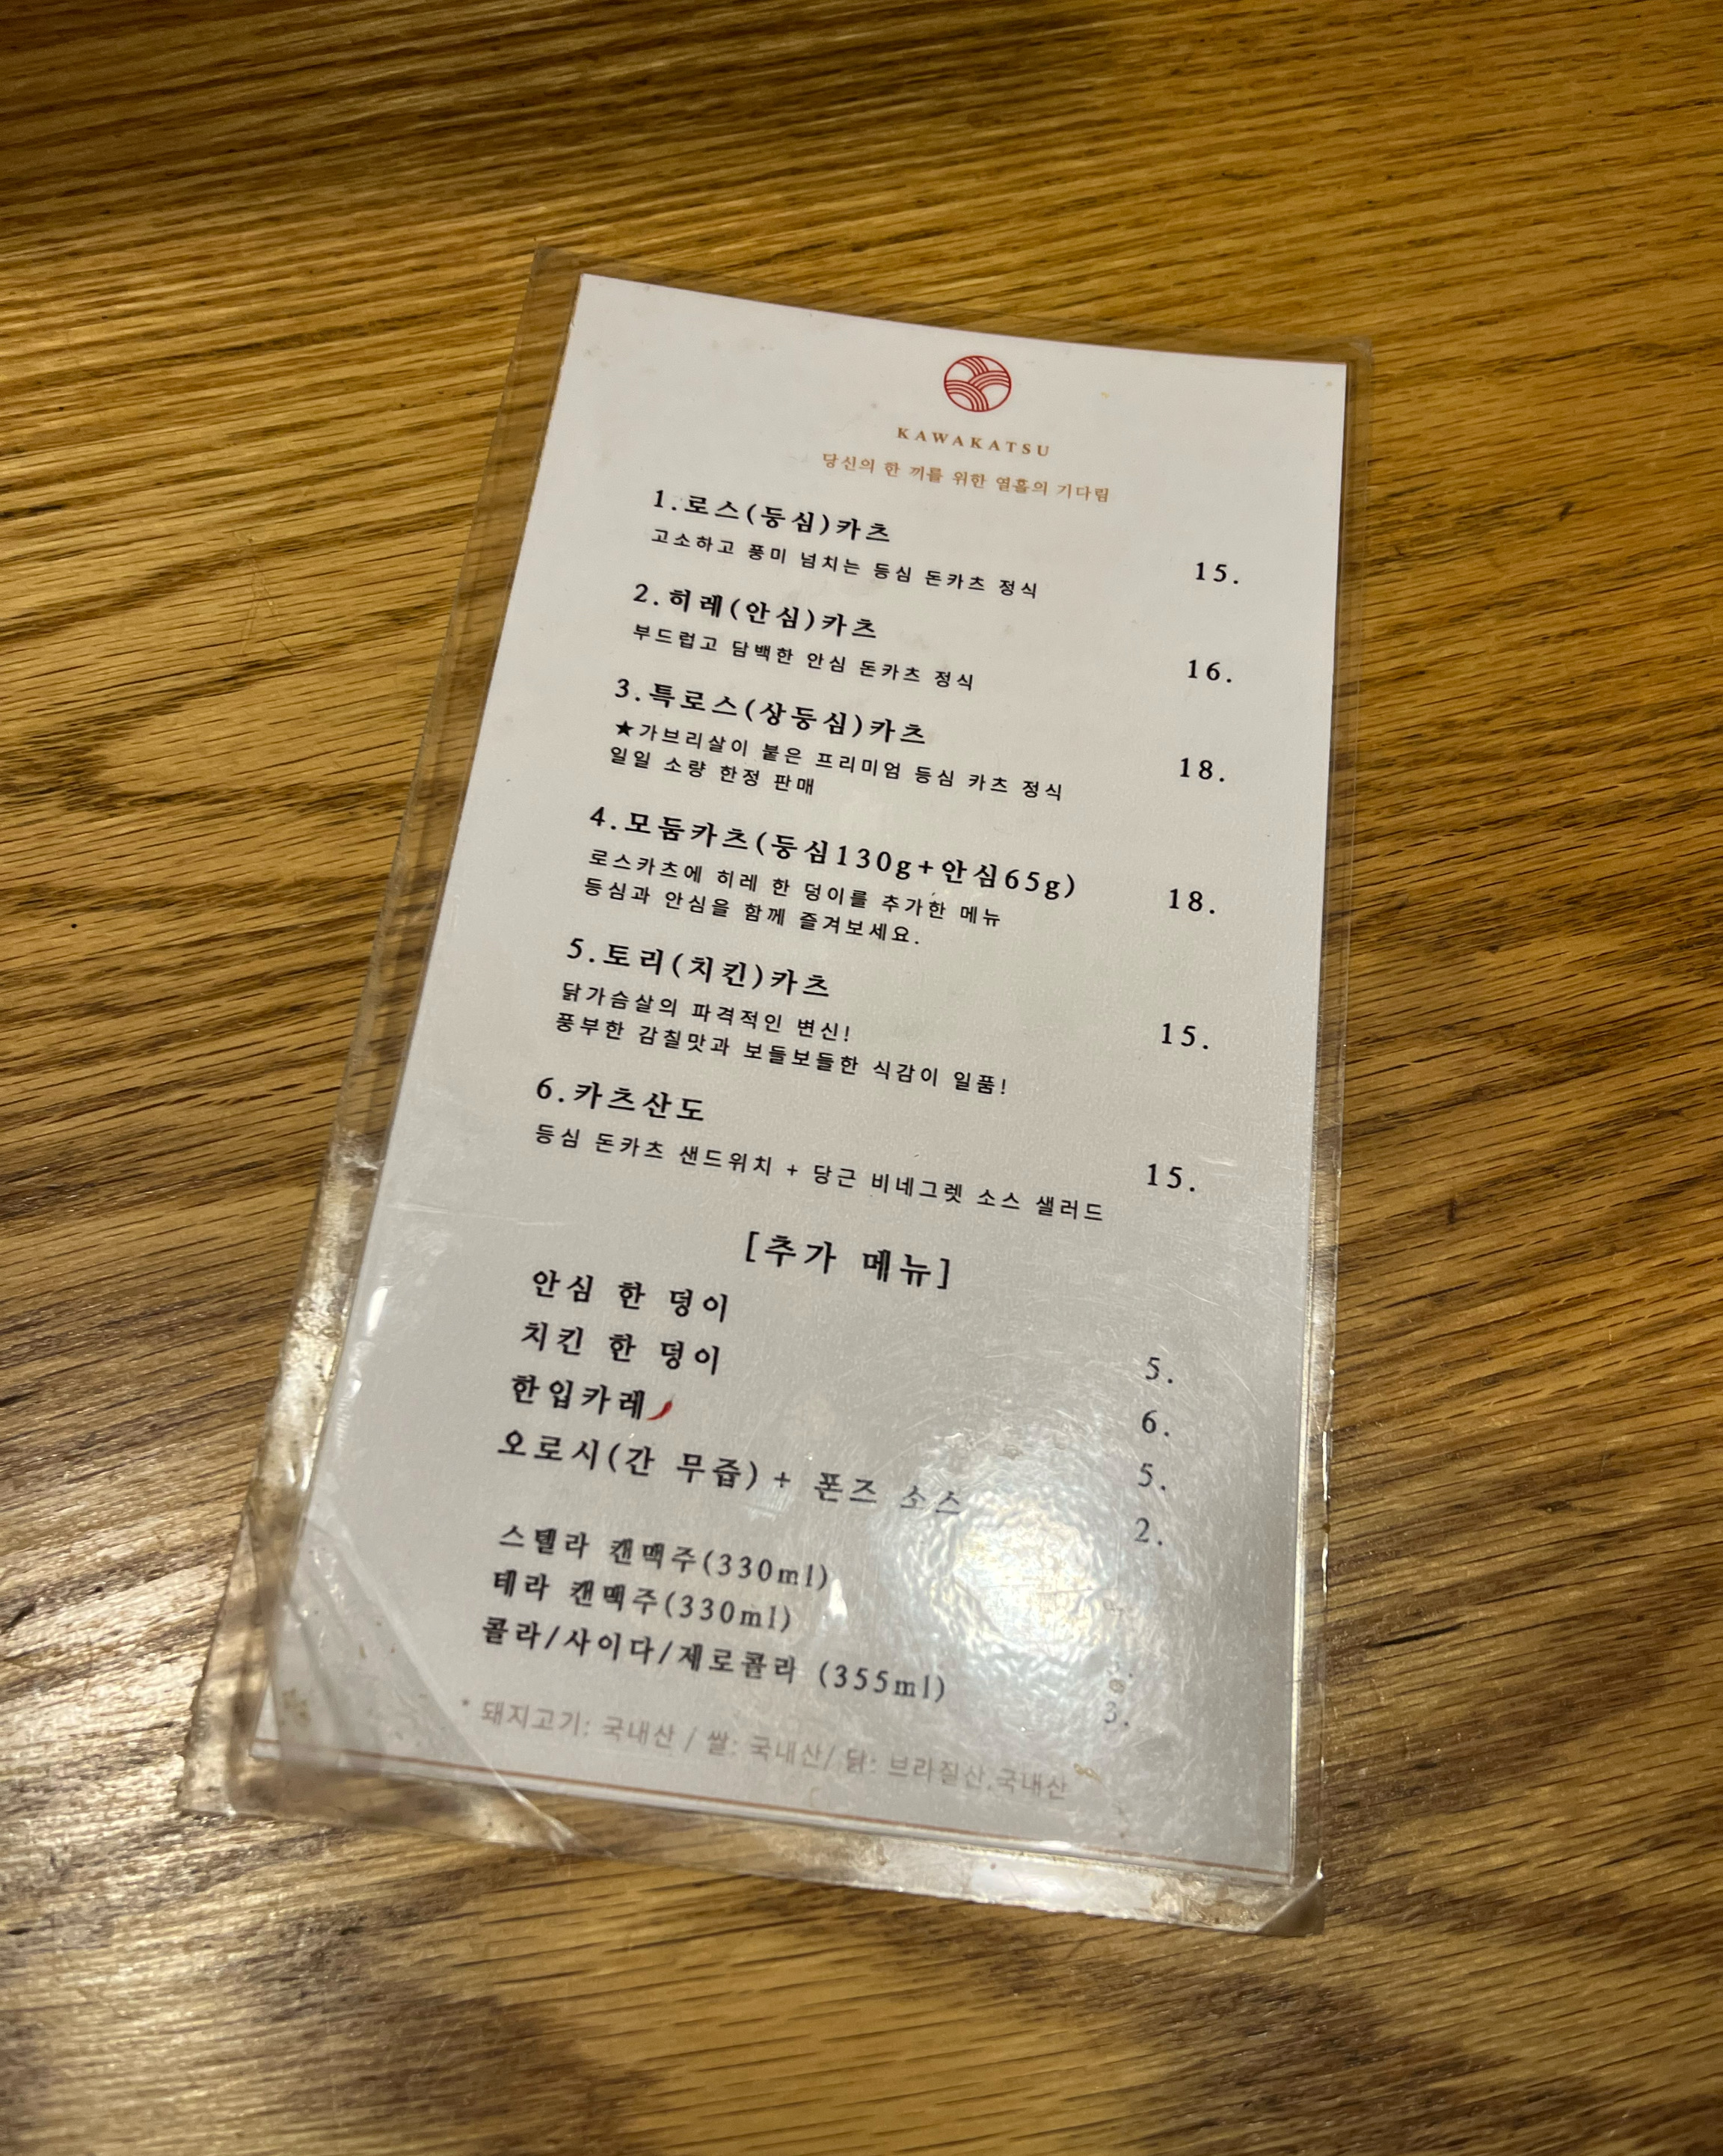 KAWAKATSU
당신의 한 끼를 위한 열흘의 기다림
1.로스(등심)카츠 15.
고소하고 풍미 넘치는 등심 돈카츠 정식
2.히레(안심)카츠 16.
부드럽고 담백한 안심 돈카츠 정식
3.특로스(상등심)카츠 18.
★가브리살이 붙은 프리미엄 등심 카츠 정식
일일 소량 한정 판매
4.모둠카츠(등심130g+안심65g) 18.
로스카츠에 히레 한 덩이를 추가한 메뉴
등심과 안심을 함께 즐겨보세요.
5.토리(치킨)카츠 15.
닭가슴살의 파격적인 변신!
풍부한 감칠맛과 보들보들한 식감이 일품!
6.카츠산도 15.
등심 돈카츠 샌드위치 + 당근 비네그렛 소스 샐러드
[추가 메뉴]
안심 한 덩이 5.
치킨 한 덩이 6.
한입카레 5.
오로시(간 무즙)+ 폰즈 소스 2.
스텔라 캔맥주(330ml)
테라 캔맥주(330ml)
콜라/사이다/제로콜라 (355ml) 3.
* 돼지고기: 국내산 / 쌀: 국내산/ 닭: 브라질산,국내산